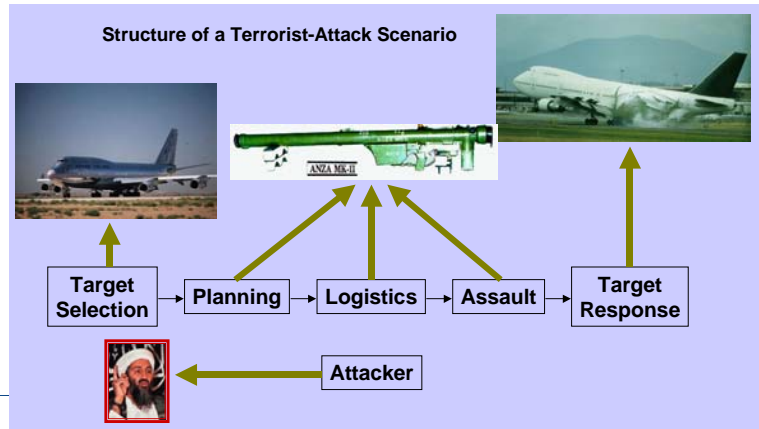 Structure of a Terrorist-Attack Scenario
ANZA MK-II
Target
Selection
Planning
Logistics
Assault
Target
Response
Attacker